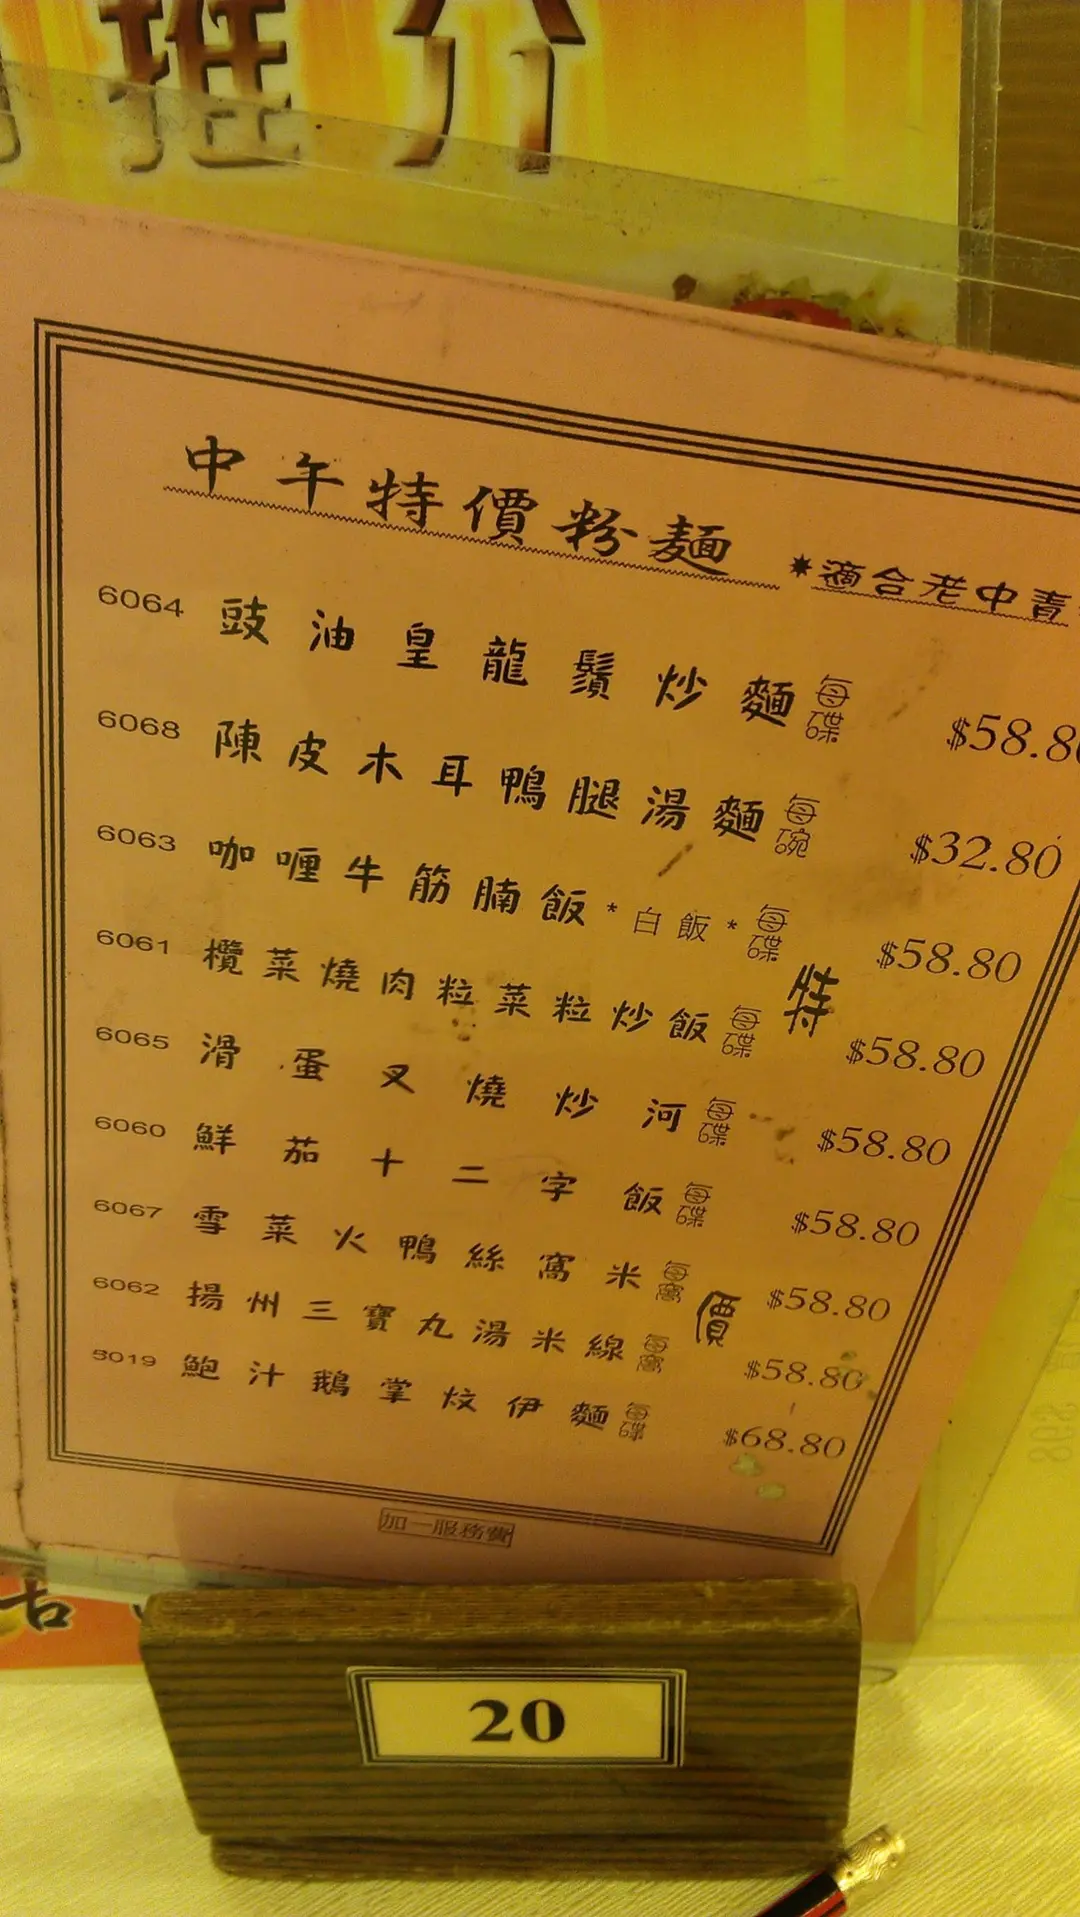 推介
中午特價粉麵 *適合老中青
6064 豉油皇龍鬚炒麵 每碟 $58.80
6068 陳皮木耳鴨腿湯麵 每碗 $32.80
6063 咖喱牛筋腩飯 *白飯* 每碟 $58.80
特
6061 欖菜燒肉粒菜粒炒飯 每碟 $58.80
6065 滑蛋叉燒炒河 每碟 $58.80
6060 鮮茄十二字飯 每碟 $58.80
6067 雪菜火鴨絲窩米 每窩 $58.80
價
6062 揚州三寶丸湯米線 每窩 $58.80
5019 鮑汁鵝掌炆伊麵 每碟 $68.80
加一服務費
20